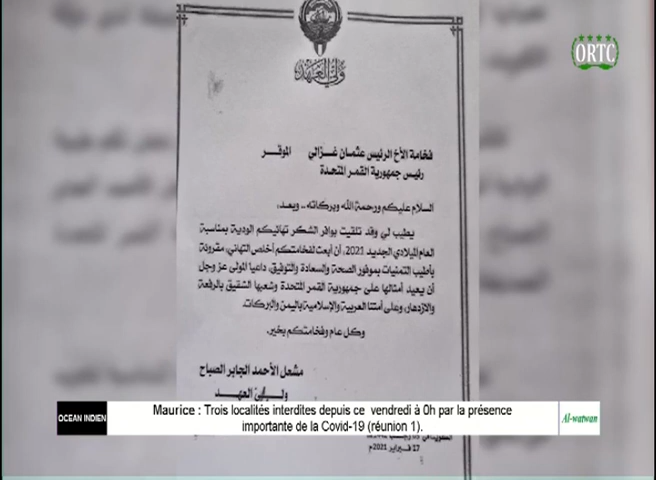 ORTC
ولي العهد
فخامة الأخ الرئيس عثمان غزالي الموقر
رئيس جمهورية القمر المتحدة
السلام عليكم ورحمة الله وبركاته .. وبعد،
يطيب لي وقد تلقيت بوافر الشكر تهانيكم الودية بمناسبة
العام الميلادي الجديد 2021، أن أبعث لفخامتكم أخلص التهاني، مقرونة
بأطيب التمنيات بموفور الصحة والسعادة والتوفيق، داعيا المولى عز وجل
أن يعيد أمثالها على جمهورية القمر المتحدة وشعبها الشقيق بالرفعة
والازدهار، وعلى أمتنا العربية والإسلامية باليمن والبركات.
وكل عام وفخامتكم بخير.
مشعل الأحمد الجابر الصباح
ولي العهد
OCEAN INDIEN
Maurice : Trois localités interdites depuis ce vendredi à 0h par la présence
importante de la Covid-19 (réunion 1).
Al-watwan
27 فبراير 2021م